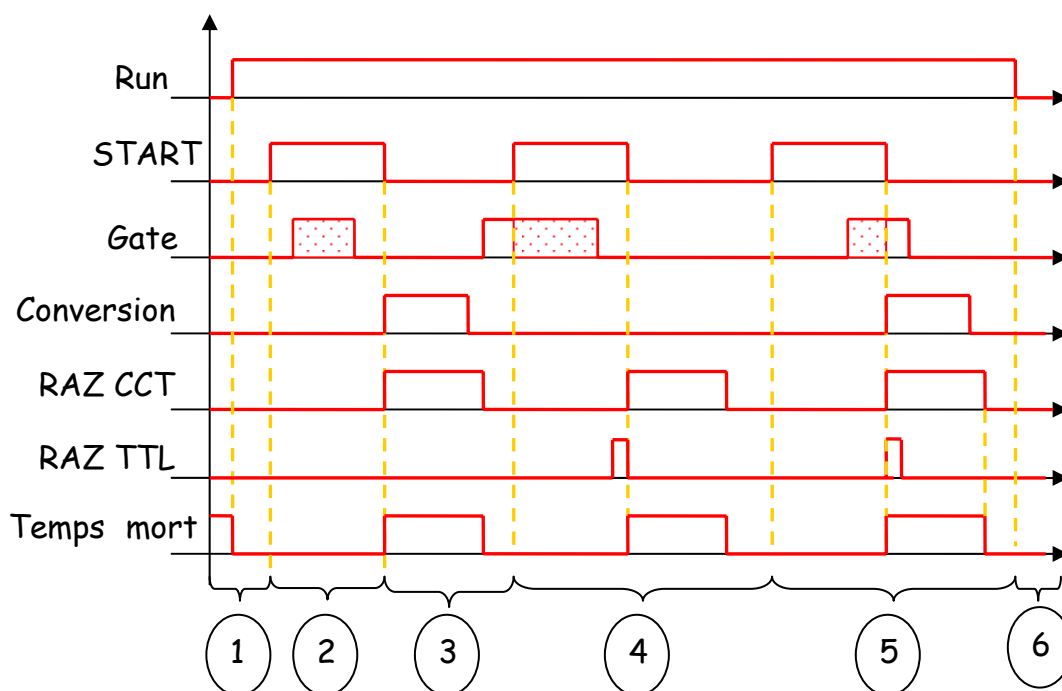 Run
START
Gate
Conversion
RAZ CCT
RAZ TTL
Temps mort
1 2 3 4 5 6